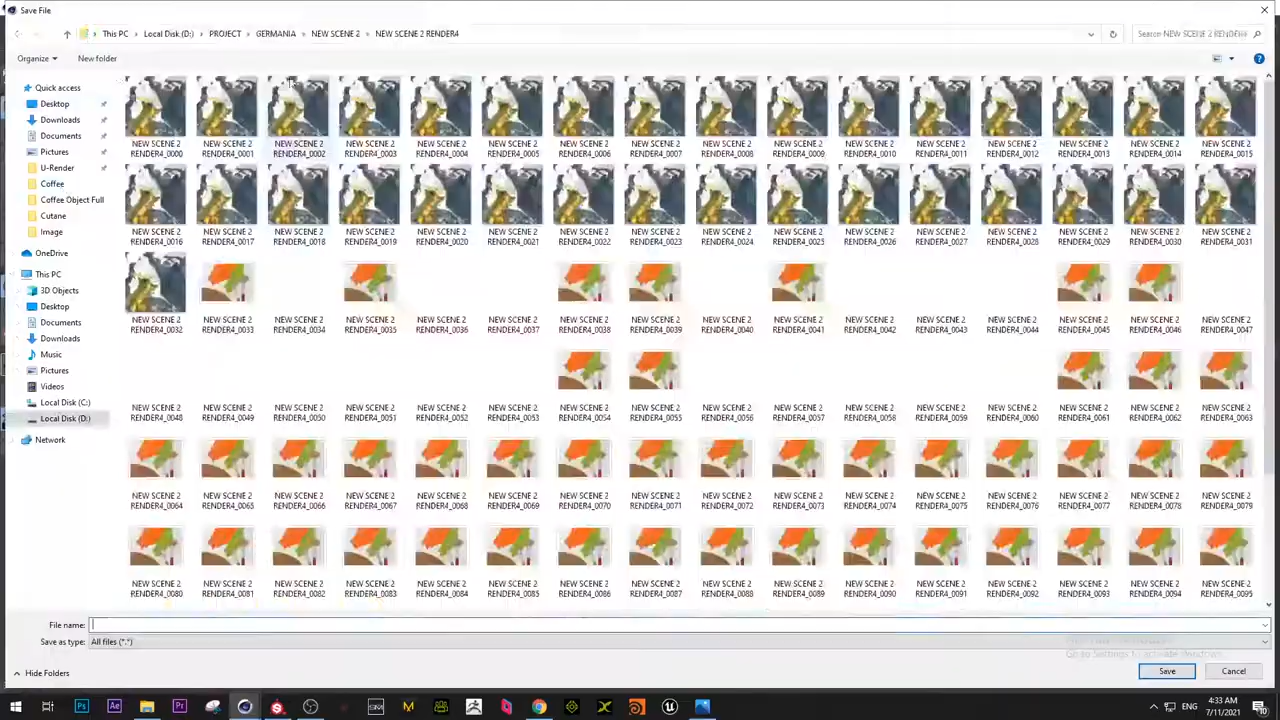 Save File
This PC › Local Disk (D:) › PROJECT › GERMANIA › NEW SCENE 2 › NEW SCENE 2 RENDER4
Search NEW SCENE 2 RENDER4
Organize
New folder
Quick access
Desktop
Downloads
Documents
Pictures
U-Render
Coffee
Coffee Object Full
Cutane
Image
OneDrive
This PC
3D Objects
Desktop
Documents
Downloads
Music
Pictures
Videos
Local Disk (C:)
Local Disk (D:)
Network
NEW SCENE 2 NEW SCENE 2 NEW SCENE 2 NEW SCENE 2 NEW SCENE 2 NEW SCENE 2 NEW SCENE 2 NEW SCENE 2 NEW SCENE 2 NEW SCENE 2 NEW SCENE 2 NEW SCENE 2 NEW SCENE 2 NEW SCENE 2 NEW SCENE 2 NEW SCENE 2
RENDER4_0000 RENDER4_0001 RENDER4_0002 RENDER4_0003 RENDER4_0004 RENDER4_0005 RENDER4_0006 RENDER4_0007 RENDER4_0008 RENDER4_0009 RENDER4_0010 RENDER4_0011 RENDER4_0012 RENDER4_0013 RENDER4_0014 RENDER4_0015
NEW SCENE 2 NEW SCENE 2 NEW SCENE 2 NEW SCENE 2 NEW SCENE 2 NEW SCENE 2 NEW SCENE 2 NEW SCENE 2 NEW SCENE 2 NEW SCENE 2 NEW SCENE 2 NEW SCENE 2 NEW SCENE 2 NEW SCENE 2 NEW SCENE 2 NEW SCENE 2
RENDER4_0016 RENDER4_0017 RENDER4_0018 RENDER4_0019 RENDER4_0020 RENDER4_0021 RENDER4_0022 RENDER4_0023 RENDER4_0024 RENDER4_0025 RENDER4_0026 RENDER4_0027 RENDER4_0028 RENDER4_0029 RENDER4_0030 RENDER4_0031
NEW SCENE 2 NEW SCENE 2 NEW SCENE 2 NEW SCENE 2 NEW SCENE 2 NEW SCENE 2 NEW SCENE 2 NEW SCENE 2 NEW SCENE 2 NEW SCENE 2 NEW SCENE 2 NEW SCENE 2 NEW SCENE 2 NEW SCENE 2 NEW SCENE 2 NEW SCENE 2
RENDER4_0032 RENDER4_0033 RENDER4_0034 RENDER4_0035 RENDER4_0036 RENDER4_0037 RENDER4_0038 RENDER4_0039 RENDER4_0040 RENDER4_0041 RENDER4_0042 RENDER4_0043 RENDER4_0044 RENDER4_0045 RENDER4_0046 RENDER4_0047
NEW SCENE 2 NEW SCENE 2 NEW SCENE 2 NEW SCENE 2 NEW SCENE 2 NEW SCENE 2 NEW SCENE 2 NEW SCENE 2 NEW SCENE 2 NEW SCENE 2 NEW SCENE 2 NEW SCENE 2 NEW SCENE 2 NEW SCENE 2 NEW SCENE 2 NEW SCENE 2
RENDER4_0048 RENDER4_0049 RENDER4_0050 RENDER4_0051 RENDER4_0052 RENDER4_0053 RENDER4_0054 RENDER4_0055 RENDER4_0056 RENDER4_0057 RENDER4_0058 RENDER4_0059 RENDER4_0060 RENDER4_0061 RENDER4_0062 RENDER4_0063
NEW SCENE 2 NEW SCENE 2 NEW SCENE 2 NEW SCENE 2 NEW SCENE 2 NEW SCENE 2 NEW SCENE 2 NEW SCENE 2 NEW SCENE 2 NEW SCENE 2 NEW SCENE 2 NEW SCENE 2 NEW SCENE 2 NEW SCENE 2 NEW SCENE 2 NEW SCENE 2
RENDER4_0064 RENDER4_0065 RENDER4_0066 RENDER4_0067 RENDER4_0068 RENDER4_0069 RENDER4_0070 RENDER4_0071 RENDER4_0072 RENDER4_0073 RENDER4_0074 RENDER4_0075 RENDER4_0076 RENDER4_0077 RENDER4_0078 RENDER4_0079
NEW SCENE 2 NEW SCENE 2 NEW SCENE 2 NEW SCENE 2 NEW SCENE 2 NEW SCENE 2 NEW SCENE 2 NEW SCENE 2 NEW SCENE 2 NEW SCENE 2 NEW SCENE 2 NEW SCENE 2 NEW SCENE 2 NEW SCENE 2 NEW SCENE 2 NEW SCENE 2
RENDER4_0080 RENDER4_0081 RENDER4_0082 RENDER4_0083 RENDER4_0084 RENDER4_0085 RENDER4_0086 RENDER4_0087 RENDER4_0088 RENDER4_0089 RENDER4_0090 RENDER4_0091 RENDER4_0092 RENDER4_0093 RENDER4_0094 RENDER4_0095
File name:
Save as type: All files (*.*)
Go to Settings to activate Windows.
Hide Folders
Save
Cancel
Ps Ae Pr
ENG
4:33 AM
7/11/2021